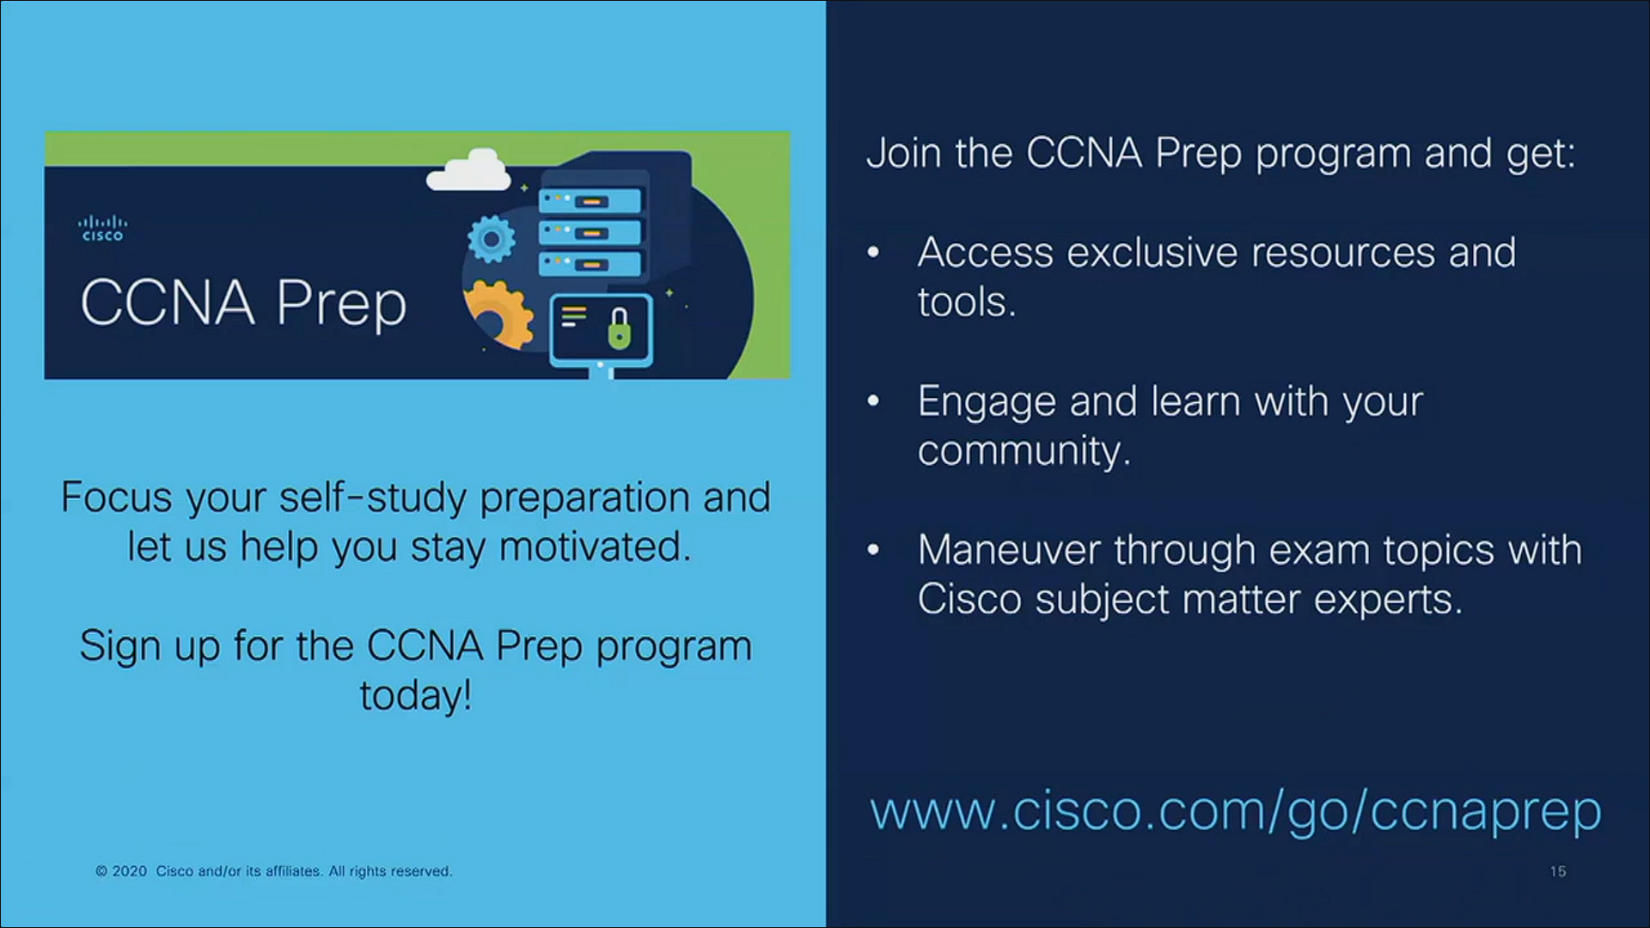 CISCO
CCNA Prep
Focus your self-study preparation and
let us help you stay motivated.
Sign up for the CCNA Prep program
today!
© 2020 Cisco and/or its affiliates. All rights reserved.
Join the CCNA Prep program and get:
• Access exclusive resources and
tools.
• Engage and learn with your
community.
• Maneuver through exam topics with
Cisco subject matter experts.
www.cisco.com/go/ccnaprep
15